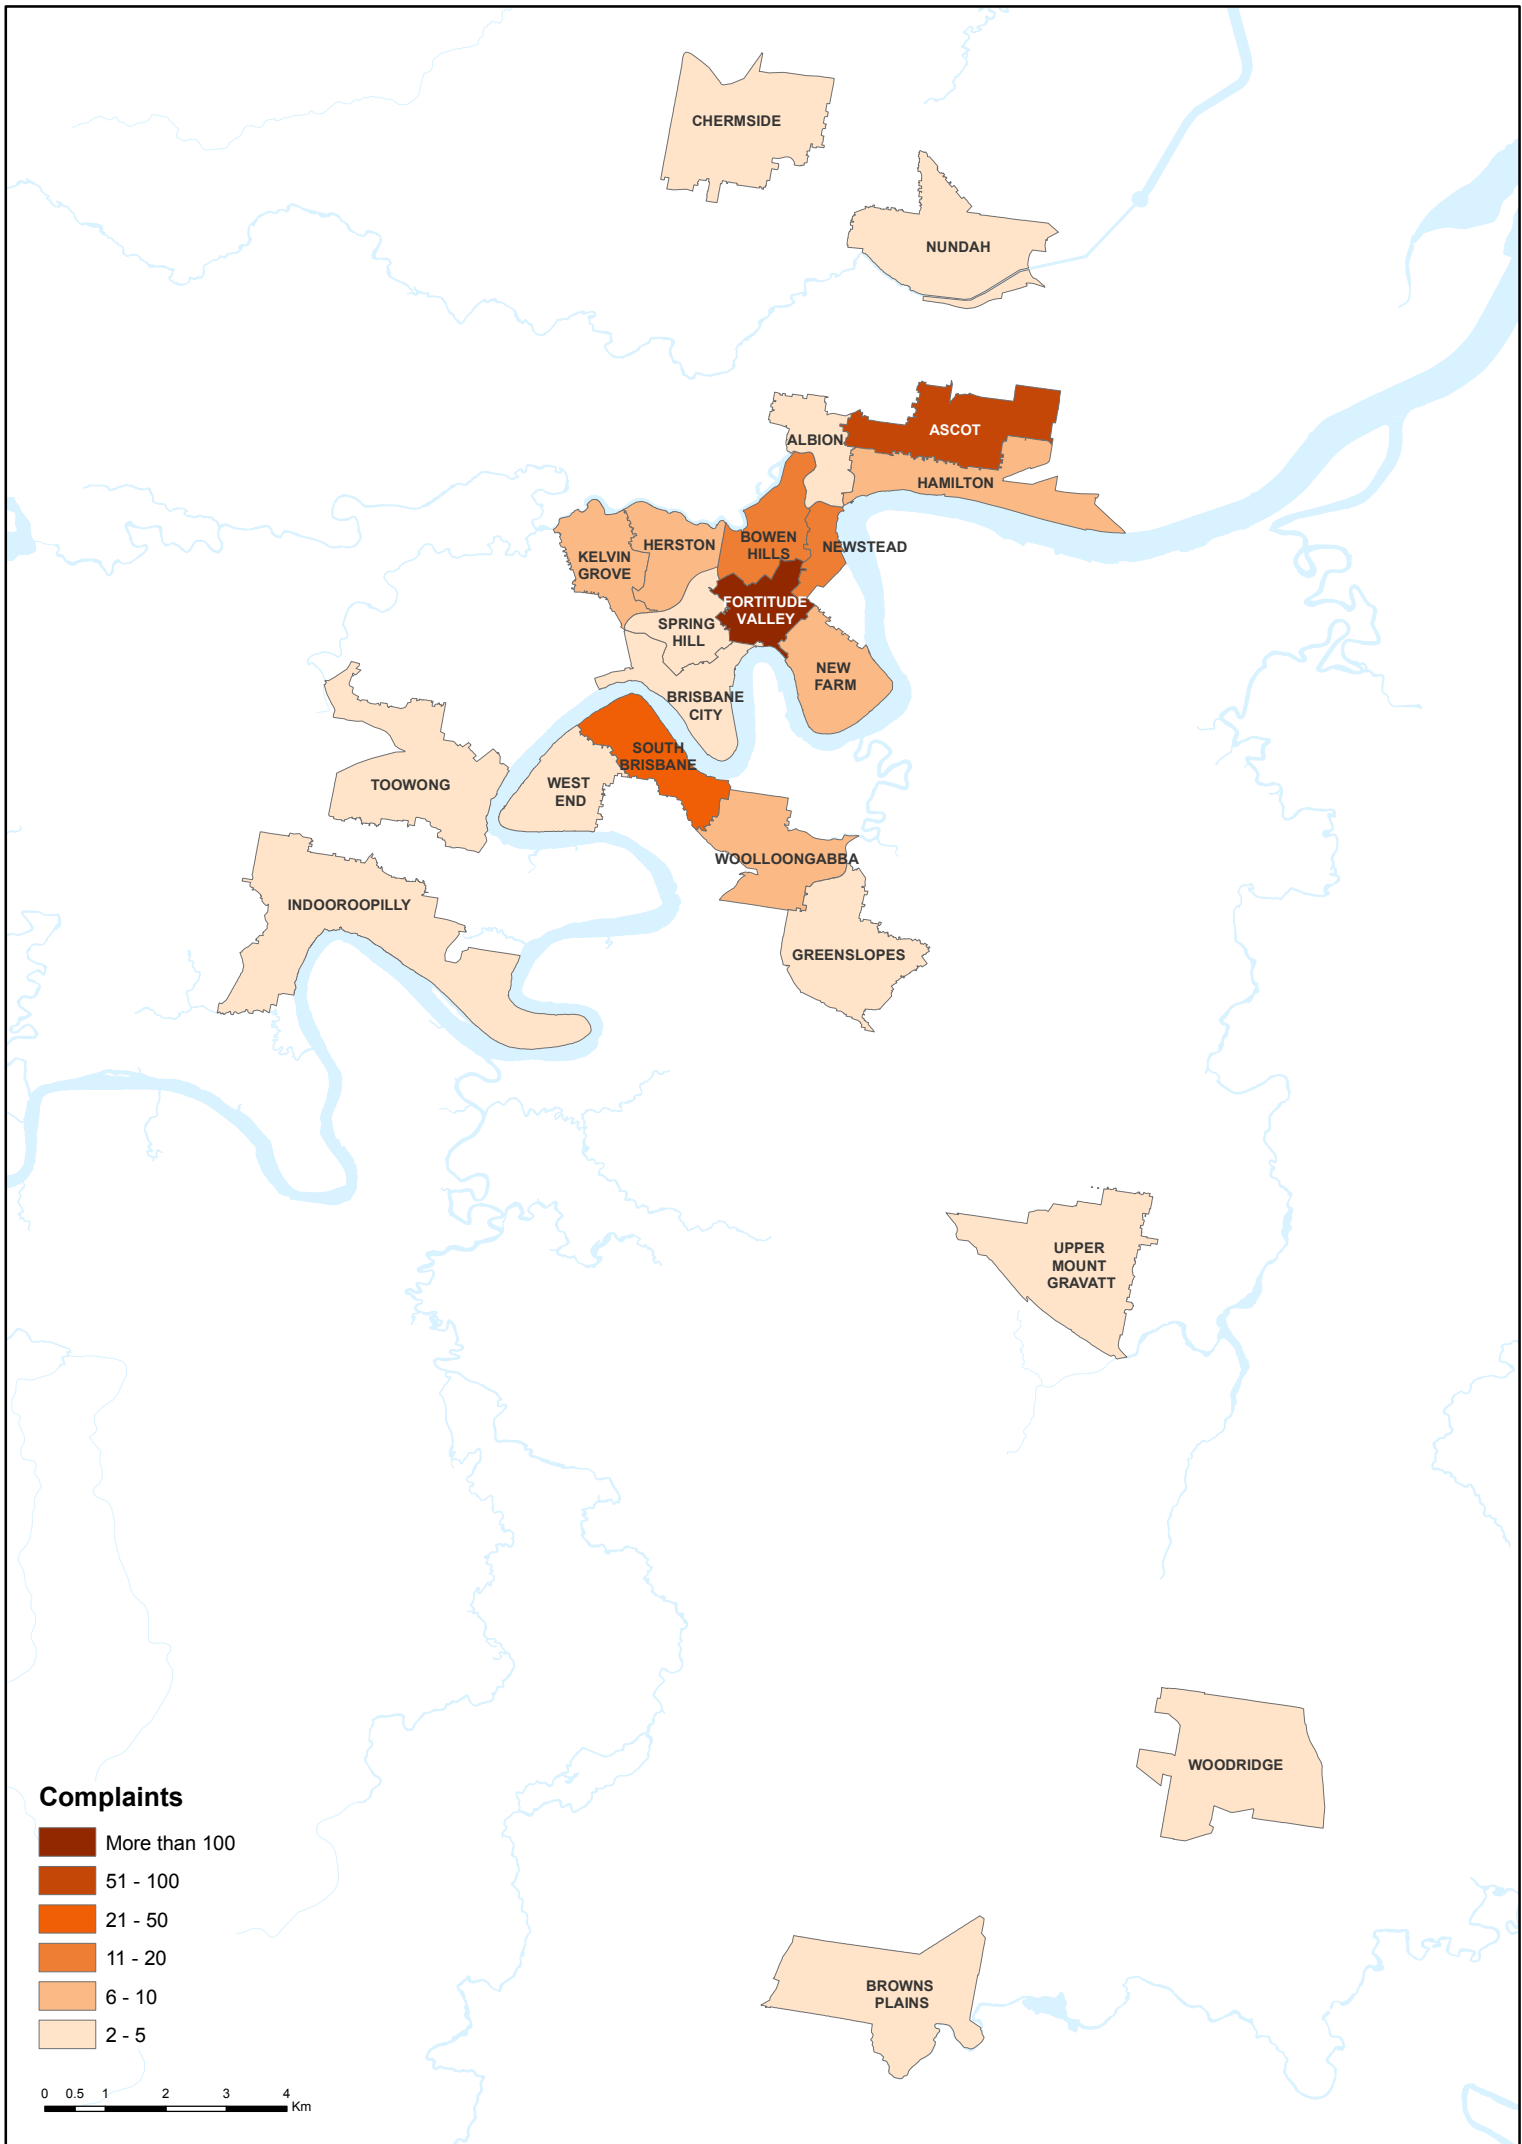 CHERMSIDE
NUNDAH
ASCOT
ALBION
HAMILTON
BOWEN
HILLS
NEWSTEAD
HERSTON
KELVIN
GROVE
FORTITUDE
VALLEY
SPRING
HILL
NEW
FARM
BRISBANE
CITY
SOUTH
BRISBANE
WEST
END
TOOWONG
WOOLLOONGABBA
INDOOROOPILLY
GREENSLOPES
UPPER
MOUNT
GRAVATT
WOODRIDGE
BROWNS
PLAINS
Complaints
More than 100
51 - 100
21 - 50
11 - 20
6 - 10
2 - 5
0 0.5 1 2 3 4
Km